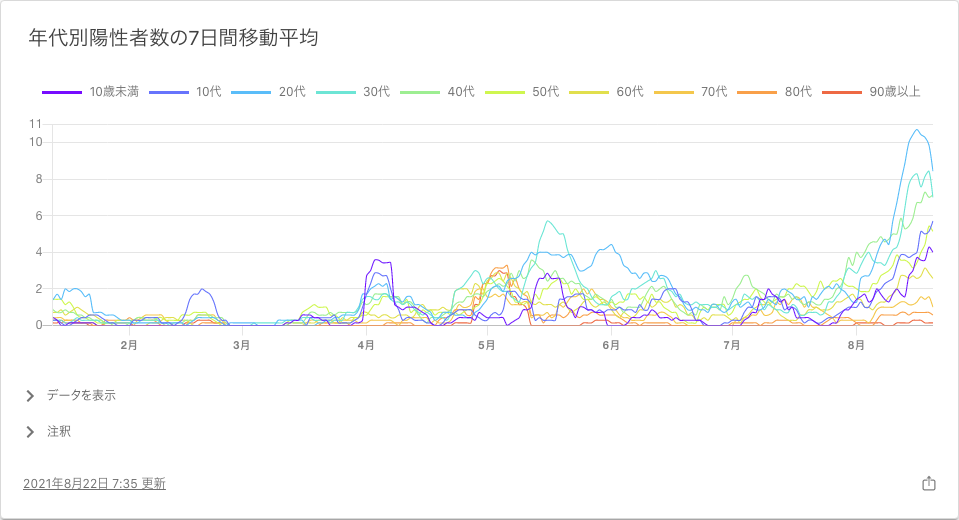 年代別陽性者数の7日間移動平均
10歳未満 10代 20代 30代 40代 50代 60代 70代 80代 90歳以上
11
10
8
6
4
2
0
2月 3月 4月 5月 6月 7月 8月
データを表示
注釈
2021年8月22日 7:35 更新